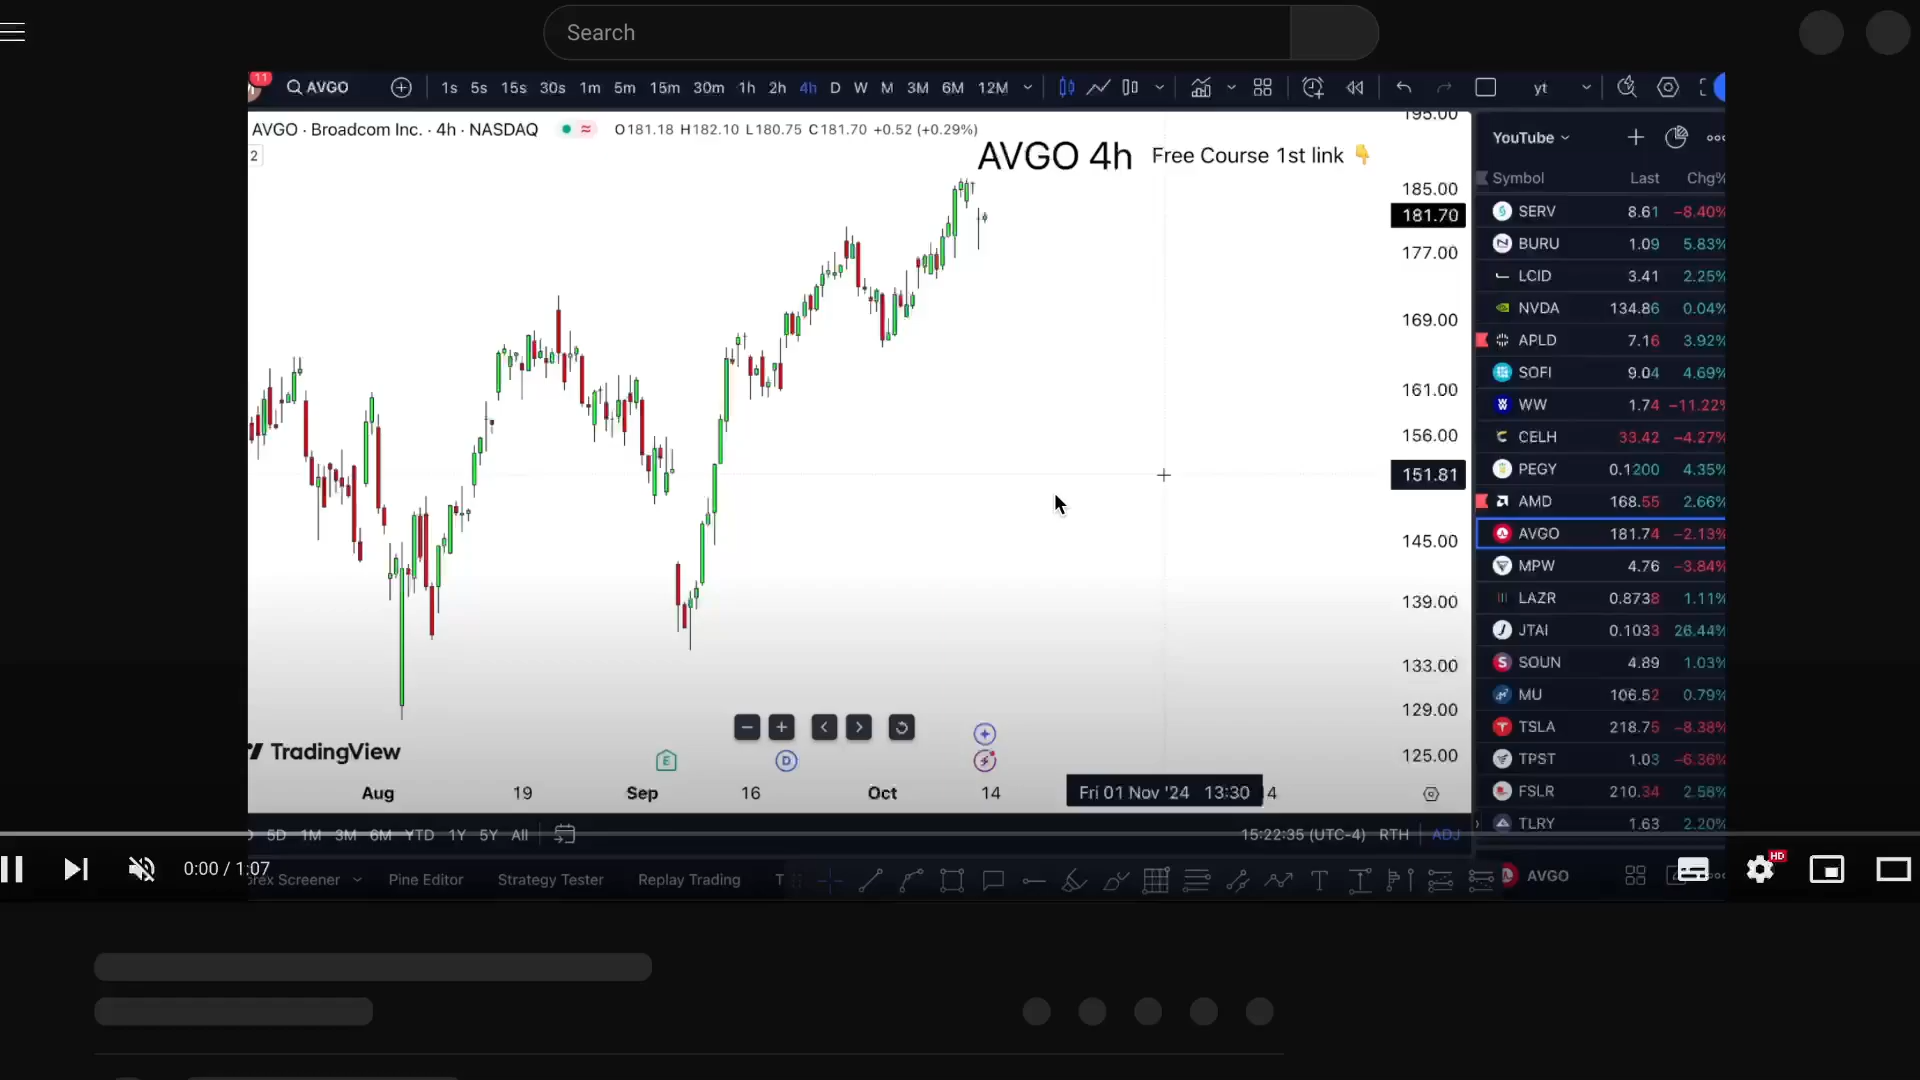 Search
11
AVGO 1s 5s 15s 30s 1m 5m 15m 30m 1h 2h 4h D W M 3M 6M 12M yt
AVGO · Broadcom Inc. · 4h · NASDAQ O181.18 H182.10 L180.75 C181.70 +0.52 (+0.29%)
2
AVGO 4h Free Course 1st link 👇
195.00
185.00
181.70
177.00
169.00
161.00
156.00
151.81
145.00
139.00
133.00
129.00
125.00
YouTube
Symbol Last Chg%
SERV 8.61 −8.40%
BURU 1.09 5.83%
LCID 3.41 2.25%
NVDA 134.86 0.04%
APLD 7.16 3.92%
SOFI 9.04 4.69%
WW 1.74 −11.22%
CELH 33.42 −4.27%
PEGY 0.1200 4.35%
AMD 168.55 2.66%
AVGO 181.74 −2.13%
MPW 4.76 −3.84%
LAZR 0.8738 1.11%
JTAI 0.1033 26.44%
SOUN 4.89 1.03%
MU 106.52 0.79%
TSLA 218.75 −8.38%
TPST 1.03 −6.36%
FSLR 210.34 2.58%
TLRY 1.63 2.20%
TradingView
E D
Aug 19 Sep 16 Oct 14 Fri 01 Nov '24 13:30 4
5D 1M 3M 6M YTD 1Y 5Y All 15:22:35 (UTC-4) RTH ADJ
0:00 / 1:07
orex Screener Pine Editor Strategy Tester Replay Trading T
AVGO
HD